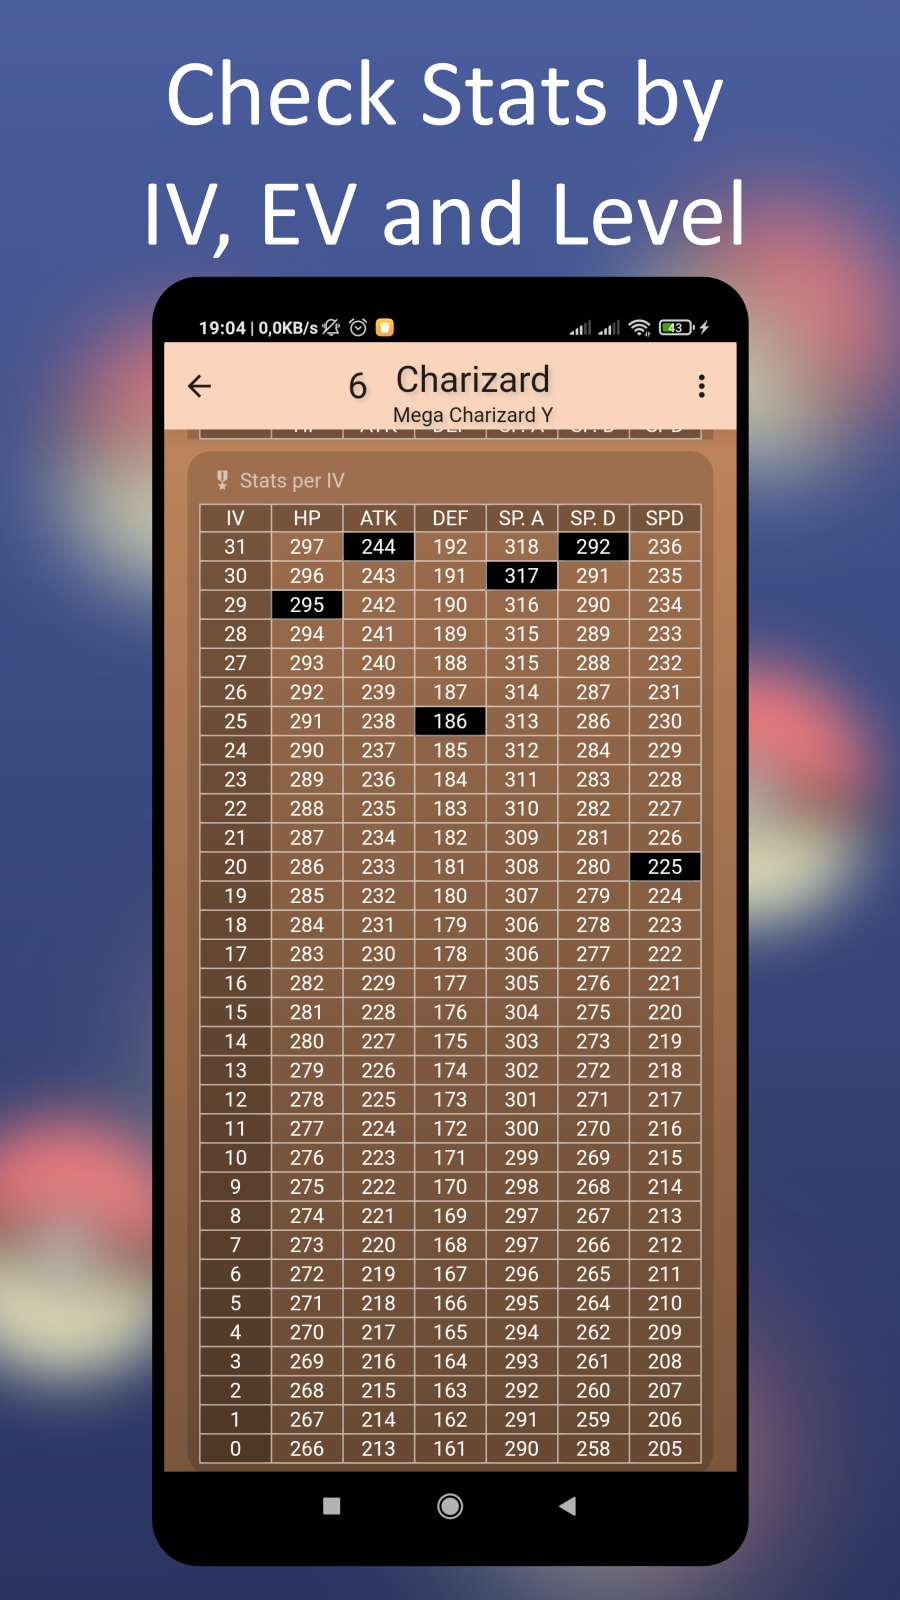 Check Stats by
IV, EV and Level
19:04 | 0,0KB/s 43
6 Charizard
Mega Charizard Y
HP ATK DEF SP. A SP. D SPD
Stats per IV
IV HP ATK DEF SP. A SP. D SPD
31 297 244 192 318 292 236
30 296 243 191 317 291 235
29 295 242 190 316 290 234
28 294 241 189 315 289 233
27 293 240 188 315 288 232
26 292 239 187 314 287 231
25 291 238 186 313 286 230
24 290 237 185 312 284 229
23 289 236 184 311 283 228
22 288 235 183 310 282 227
21 287 234 182 309 281 226
20 286 233 181 308 280 225
19 285 232 180 307 279 224
18 284 231 179 306 278 223
17 283 230 178 306 277 222
16 282 229 177 305 276 221
15 281 228 176 304 275 220
14 280 227 175 303 273 219
13 279 226 174 302 272 218
12 278 225 173 301 271 217
11 277 224 172 300 270 216
10 276 223 171 299 269 215
9 275 222 170 298 268 214
8 274 221 169 297 267 213
7 273 220 168 297 266 212
6 272 219 167 296 265 211
5 271 218 166 295 264 210
4 270 217 165 294 262 209
3 269 216 164 293 261 208
2 268 215 163 292 260 207
1 267 214 162 291 259 206
0 266 213 161 290 258 205